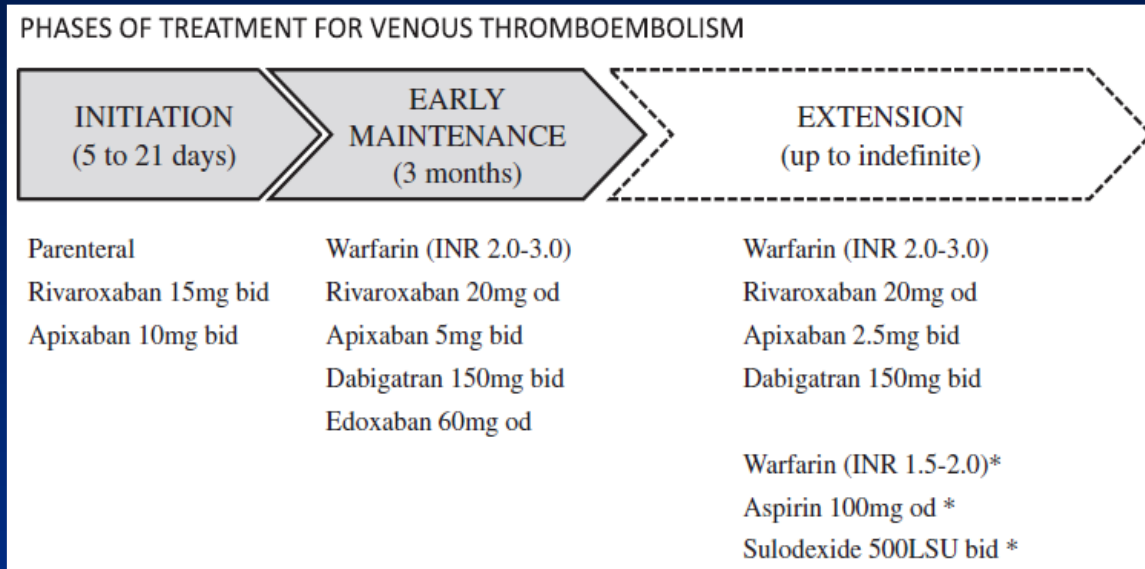 PHASES OF TREATMENT FOR VENOUS THROMBOEMBOLISM
INITIATION
(5 to 21 days)
EARLY
MAINTENANCE
(3 months)
EXTENSION
(up to indefinite)
Parenteral
Rivaroxaban 15mg bid
Apixaban 10mg bid
Warfarin (INR 2.0-3.0)
Rivaroxaban 20mg od
Apixaban 5mg bid
Dabigatran 150mg bid
Edoxaban 60mg od
Warfarin (INR 2.0-3.0)
Rivaroxaban 20mg od
Apixaban 2.5mg bid
Dabigatran 150mg bid
Warfarin (INR 1.5-2.0)*
Aspirin 100mg od *
Sulodexide 500LSU bid *